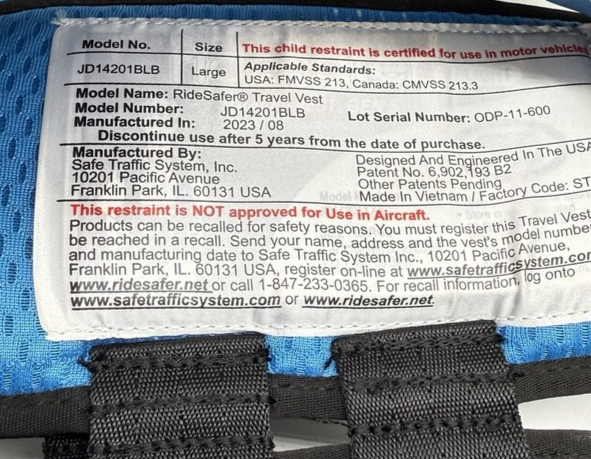 Model No. Size This child restraint is certified for use in motor vehicles
JD14201BLB Large Applicable Standards:
USA: FMVSS 213, Canada: CMVSS 213.3
Model Name: RideSafer® Travel Vest
Model Number: JD14201BLB Lot Serial Number: ODP-11-600
Manufactured In: 2023 / 08
Discontinue use after 5 years from the date of purchase.
Manufactured By:
Safe Traffic System, Inc.
10201 Pacific Avenue
Franklin Park, IL. 60131 USA
Designed And Engineered In The USA
Patent No. 6,902,193 B2
Other Patents Pending
Made In Vietnam / Factory Code: ST
This restraint is NOT approved for Use in Aircraft.
Products can be recalled for safety reasons. You must register this Travel Vest
be reached in a recall. Send your name, address and the vest's model number
and manufacturing date to Safe Traffic System Inc., 10201 Pacific Avenue,
Franklin Park, IL. 60131 USA, register on-line at www.safetrafficsystem.com
www.ridesafer.net or call 1-847-233-0365. For recall information, log onto
www.safetrafficsystem.com or www.ridesafer.net.